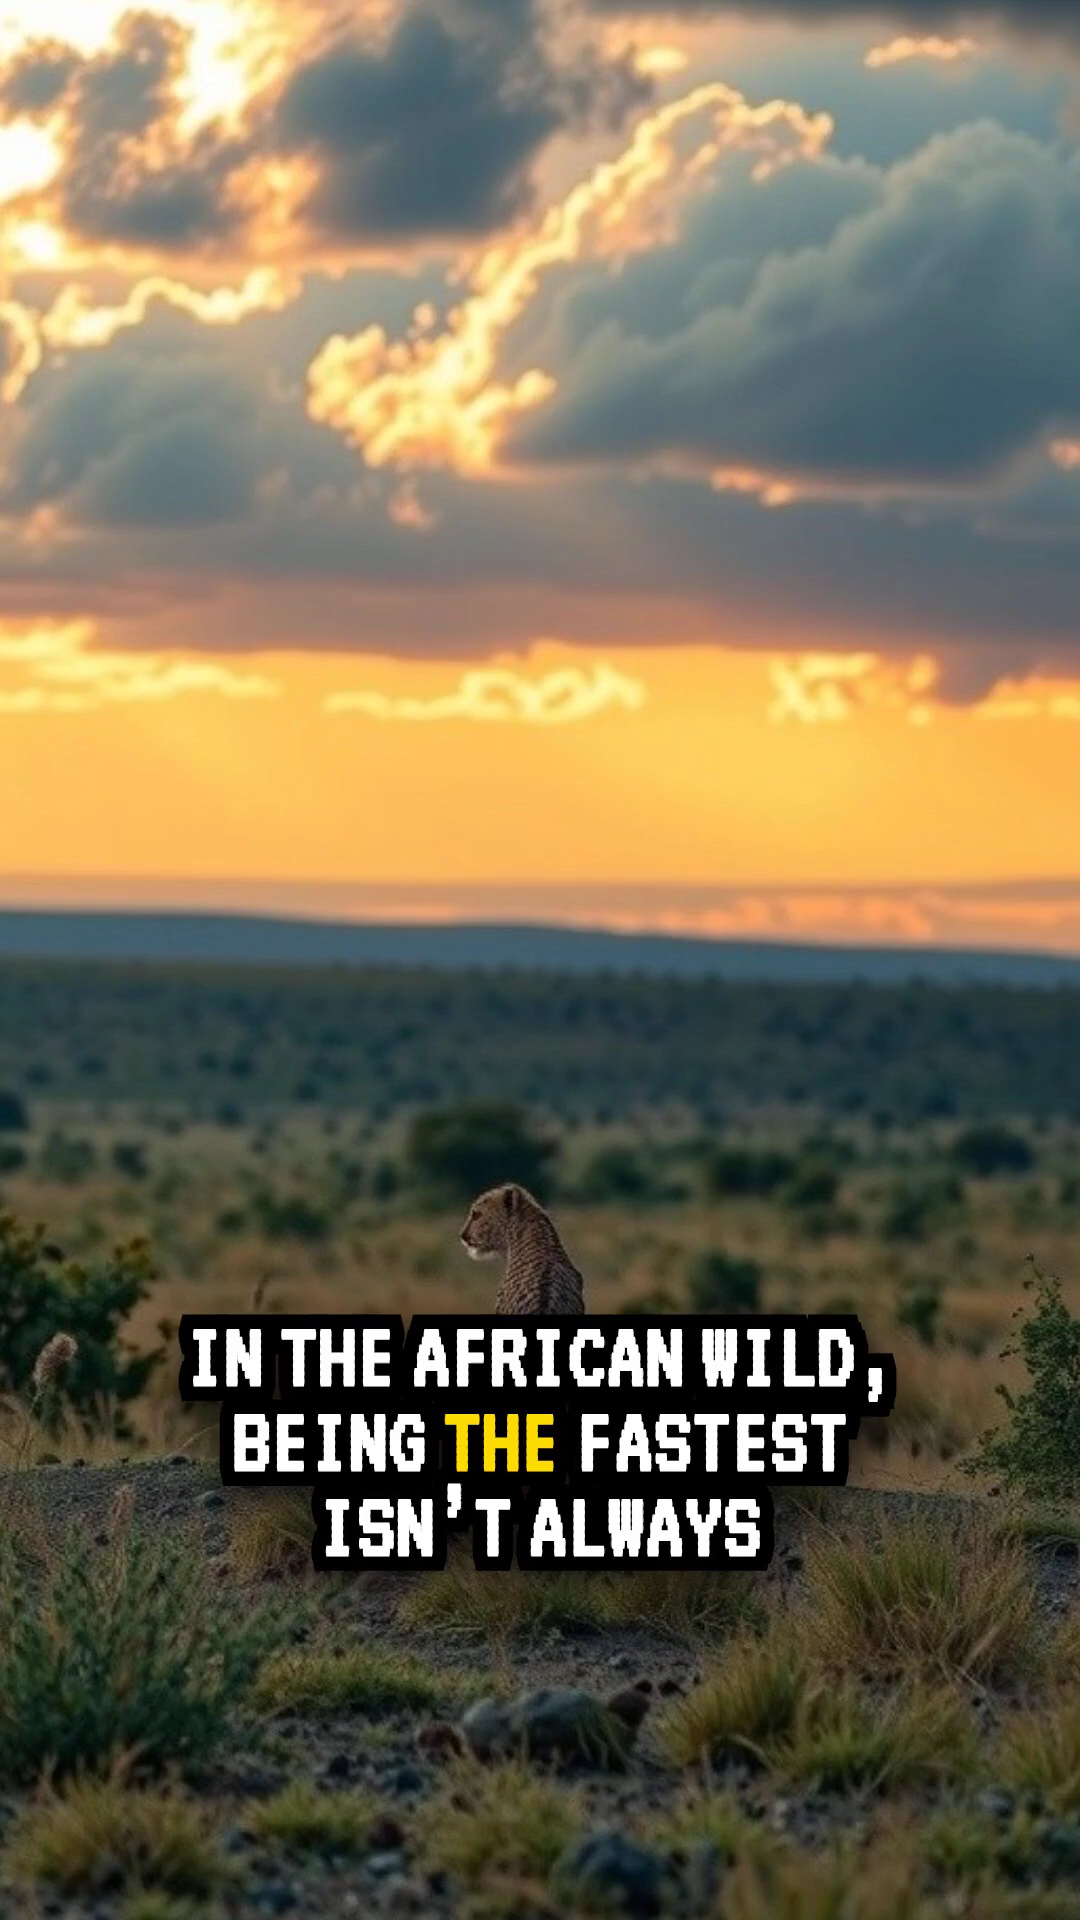 IN THE AFRICAN WILD,
BEING THE FASTEST
ISN'T ALWAYS